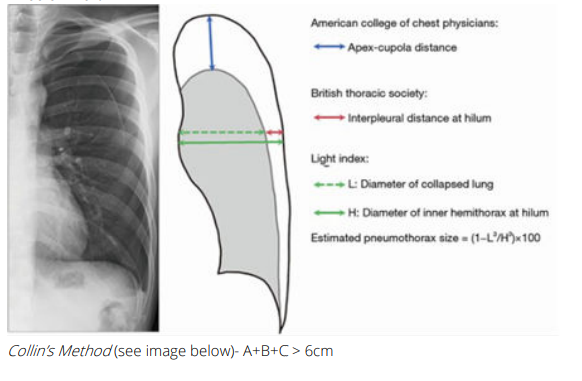 American college of chest physicians:
Apex-cupola distance
British thoracic society:
Interpleural distance at hilum
Light index:
L: Diameter of collapsed lung
H: Diameter of inner hemithorax at hilum
Estimated pneumothorax size = (1–L³/H³)×100
Collin's Method (see image below)- A+B+C > 6cm